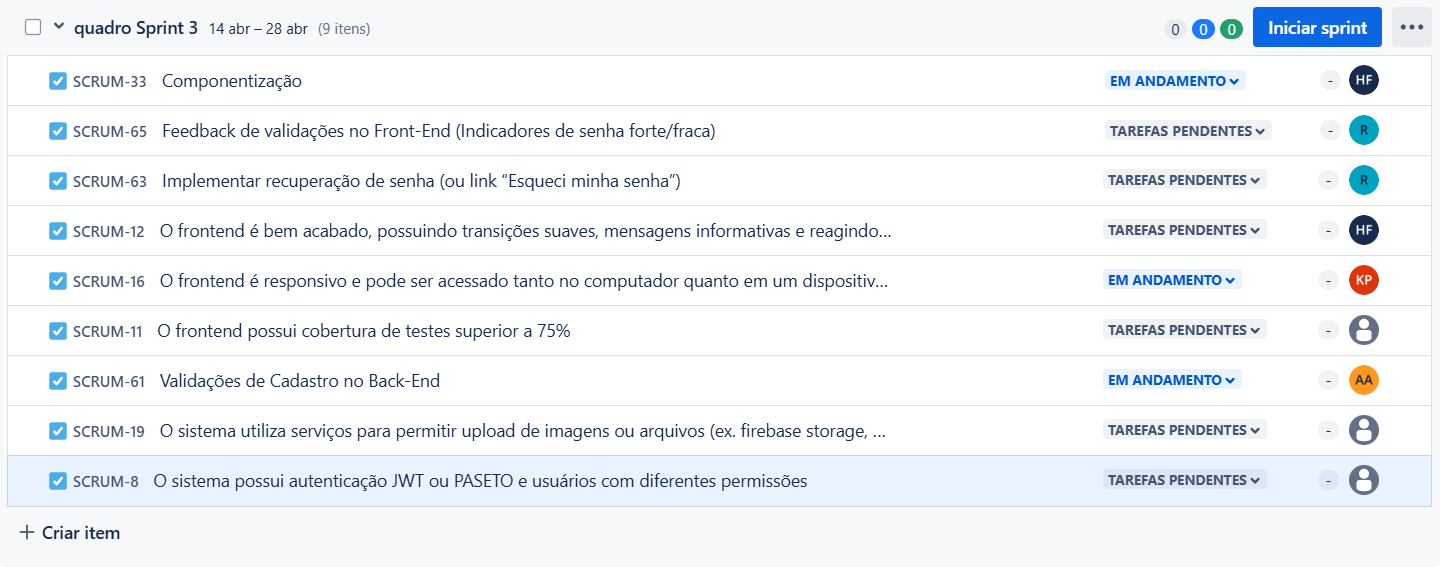 quadro Sprint 3 14 abr – 28 abr (9 itens) 0 0 0 Iniciar sprint
SCRUM-33 Componentização EM ANDAMENTO - HF
SCRUM-65 Feedback de validações no Front-End (Indicadores de senha forte/fraca) TAREFAS PENDENTES - R
SCRUM-63 Implementar recuperação de senha (ou link “Esqueci minha senha”) TAREFAS PENDENTES - R
SCRUM-12 O frontend é bem acabado, possuindo transições suaves, mensagens informativas e reagindo... TAREFAS PENDENTES - HF
SCRUM-16 O frontend é responsivo e pode ser acessado tanto no computador quanto em um dispositiv... EM ANDAMENTO - KP
SCRUM-11 O frontend possui cobertura de testes superior a 75% TAREFAS PENDENTES -
SCRUM-61 Validações de Cadastro no Back-End EM ANDAMENTO - AA
SCRUM-19 O sistema utiliza serviços para permitir upload de imagens ou arquivos (ex. firebase storage, ... TAREFAS PENDENTES -
SCRUM-8 O sistema possui autenticação JWT ou PASETO e usuários com diferentes permissões TAREFAS PENDENTES -
+ Criar item